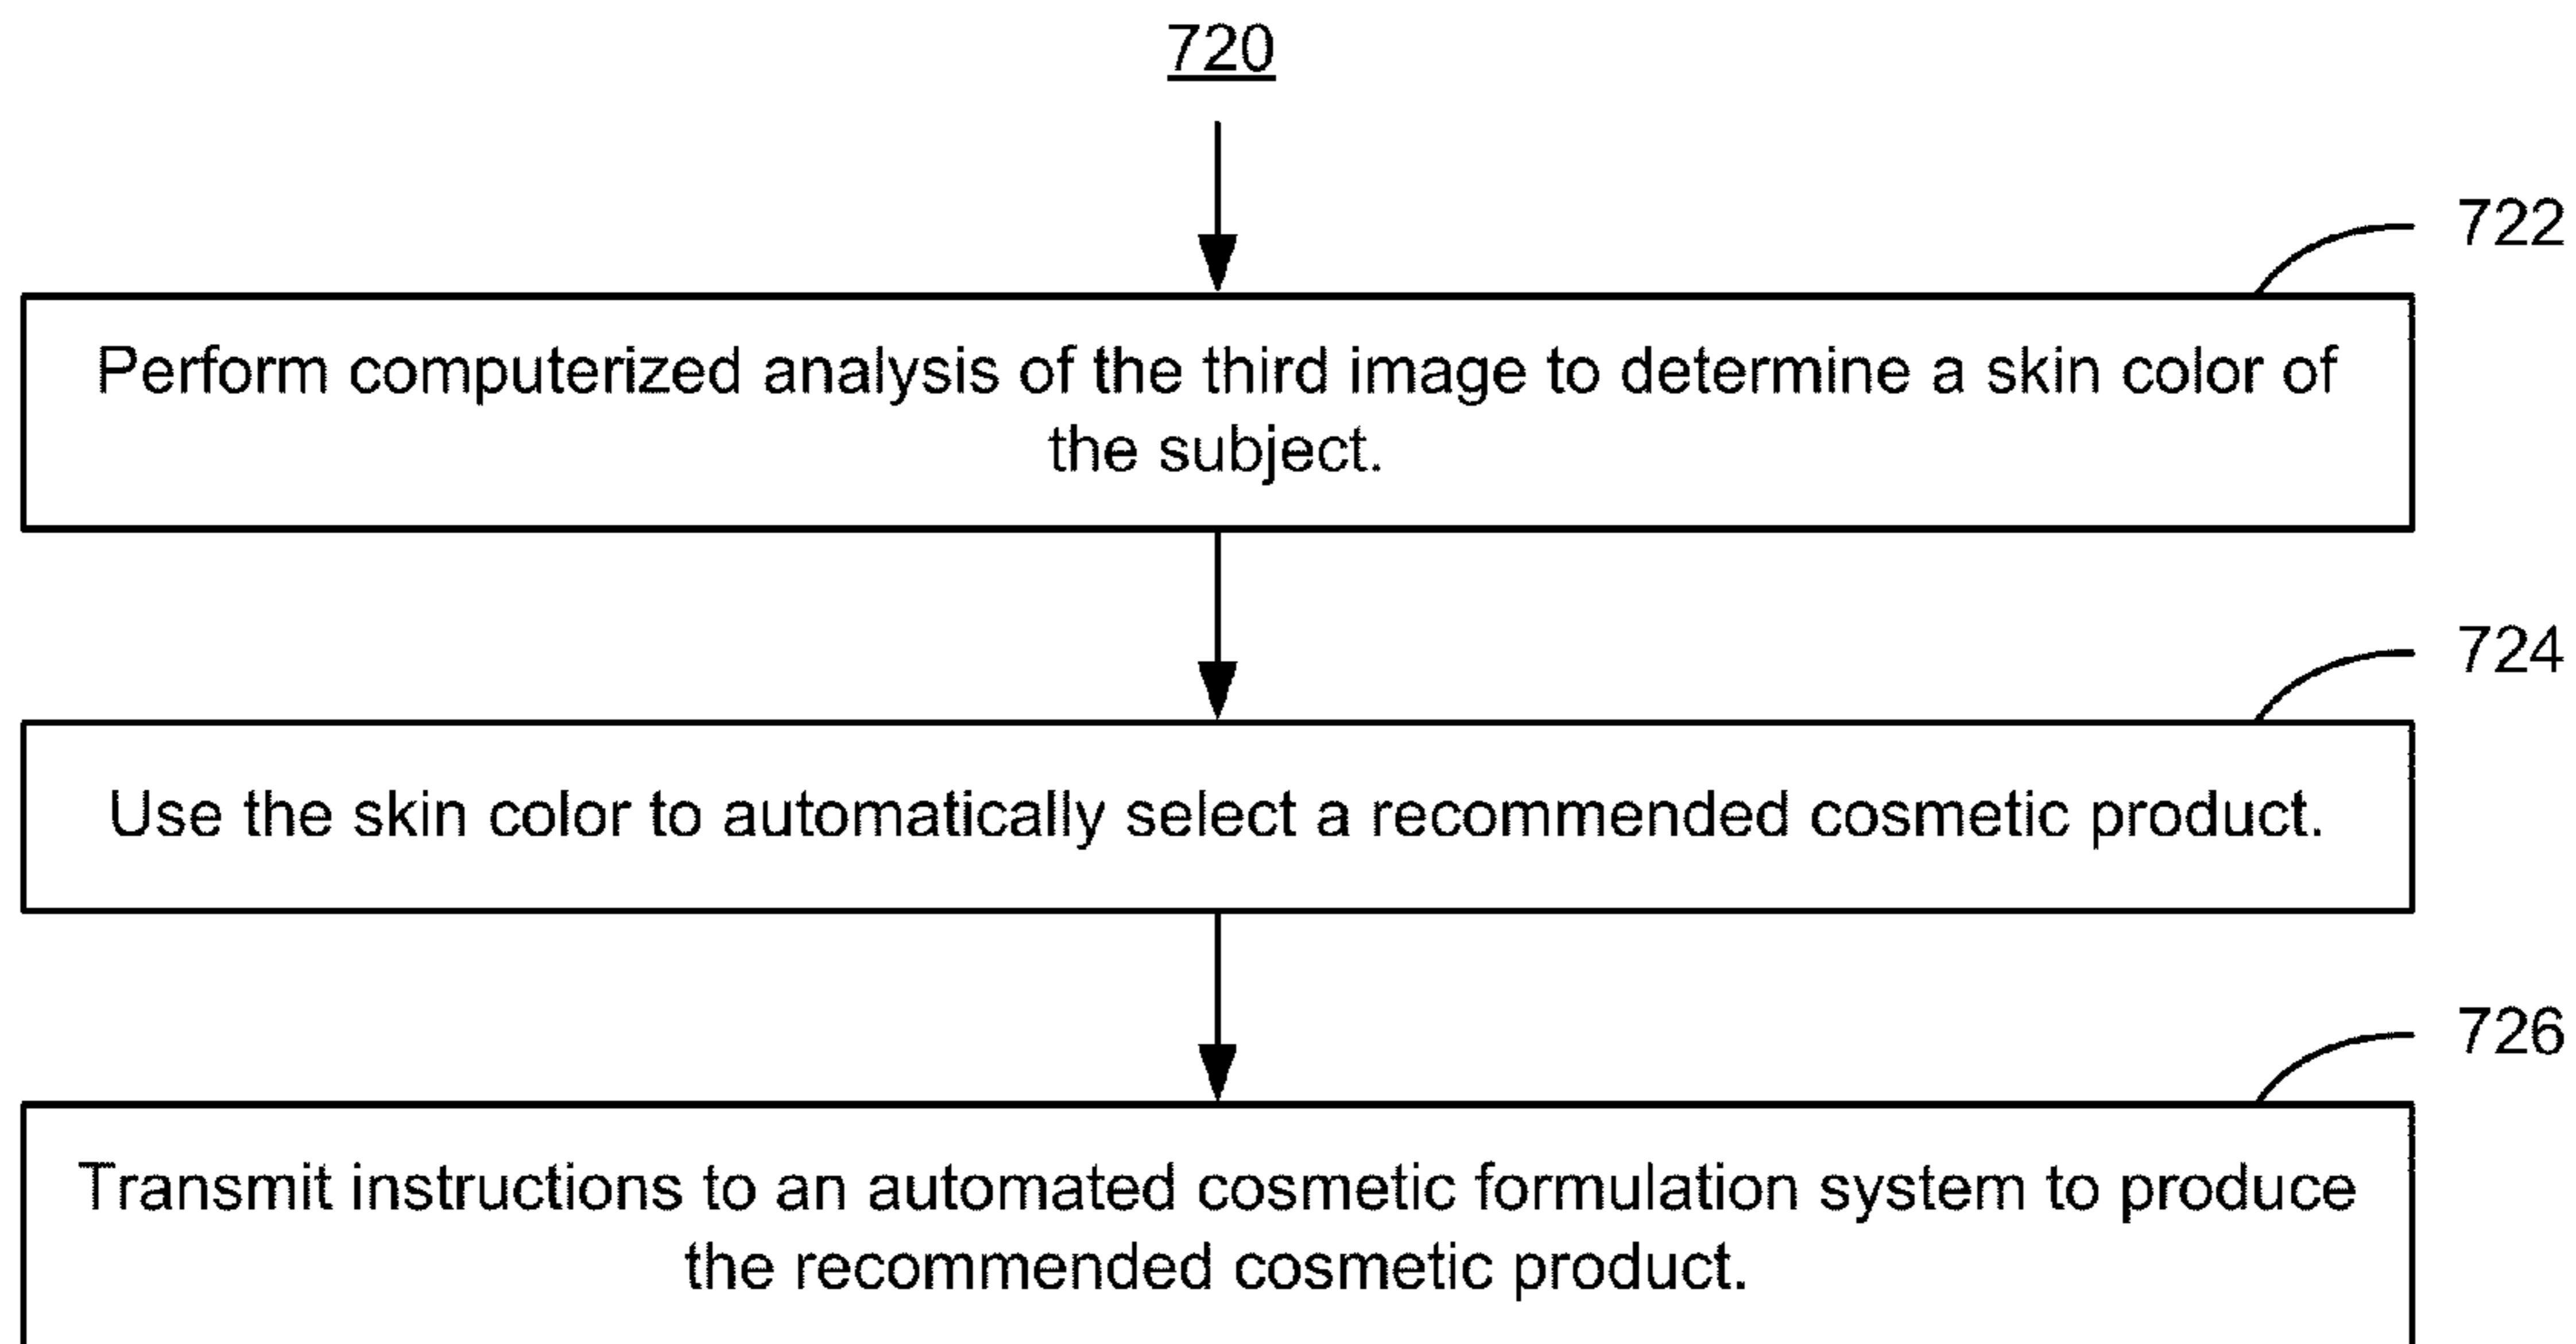 720
722
Perform computerized analysis of the third image to determine a skin color of
the subject.
724
Use the skin color to automatically select a recommended cosmetic product.
726
Transmit instructions to an automated cosmetic formulation system to produce
the recommended cosmetic product.